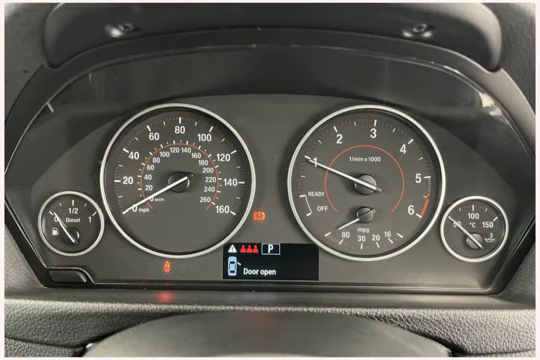 0 1/2
Diesel
0 20 40 60 80 100 120 140 160
mph
0 20 40 60 80 100 120 140 160 200 220 240 260
km/h
1 2 3 4 5 6
1/min x 1000
READY
OFF
mpg
80 30 20 16
50 100 150
°C
P
Door open